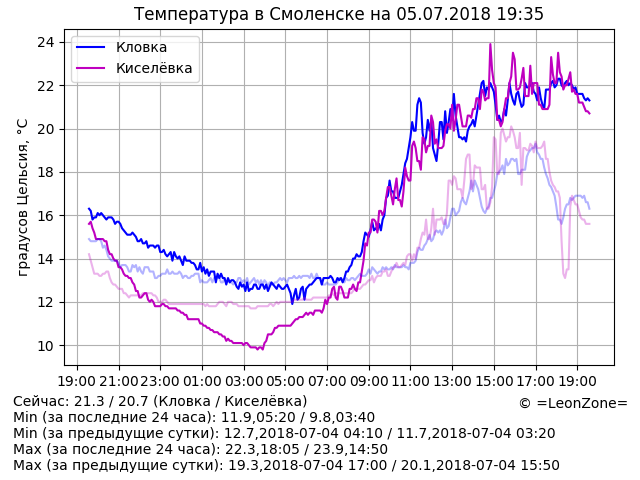 Температура в Смоленске на 05.07.2018 19:35
Кловка
Киселёвка
градусов Цельсия, °C
24
22
20
18
16
14
12
10
19:00 21:00 23:00 01:00 03:00 05:00 07:00 09:00 11:00 13:00 15:00 17:00 19:00
Сейчас: 21.3 / 20.7 (Кловка / Киселёвка)
© =LeonZone=
Min (за последние 24 часа): 11.9,05:20 / 9.8,03:40
Min (за предыдущие сутки): 12.7,2018-07-04 04:10 / 11.7,2018-07-04 03:20
Max (за последние 24 часа): 22.3,18:05 / 23.9,14:50
Max (за предыдущие сутки): 19.3,2018-07-04 17:00 / 20.1,2018-07-04 15:50